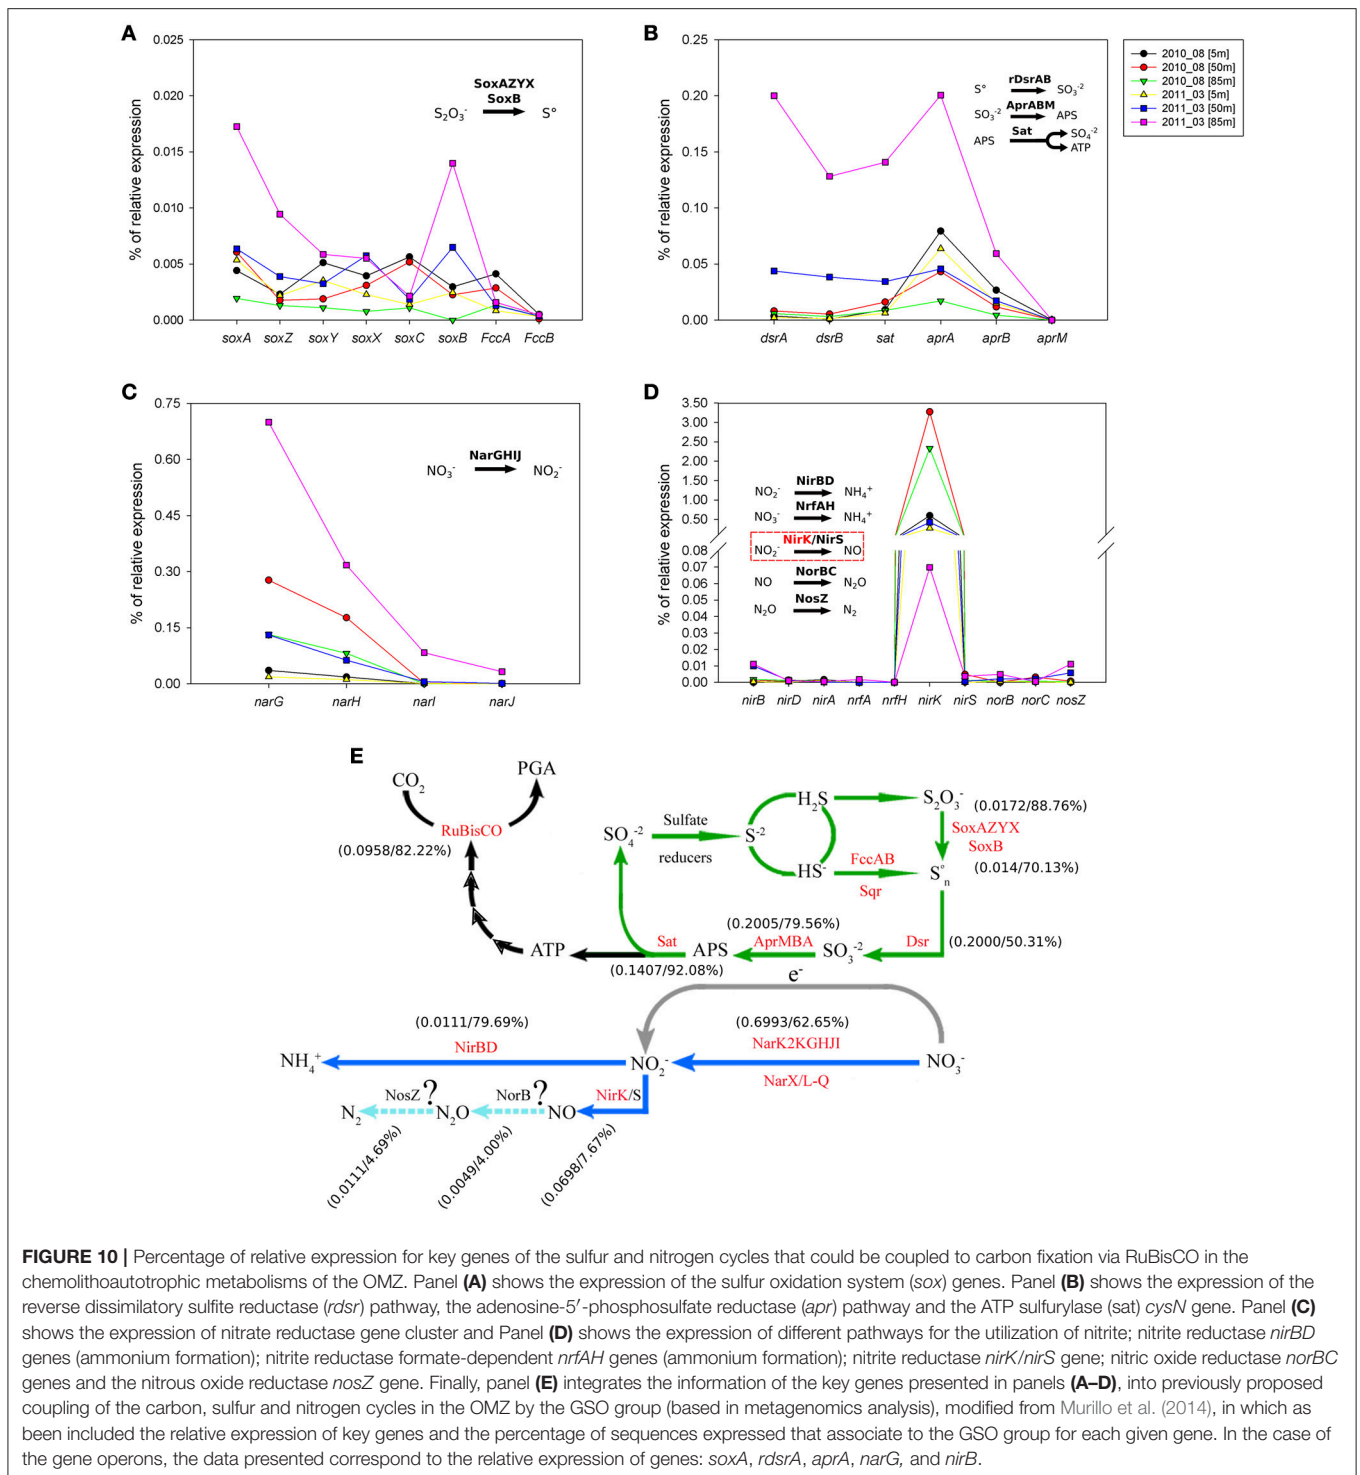 A
0.025
0.020
0.015
0.010
0.005
0.000
% of relative expression
SoxAZYX
SoxB
S₂O₃⁻ S°
soxA soxZ soxY soxX soxC soxB FccA FccB
B
0.25
0.20
0.15
0.10
0.05
0.00
% of relative expression
rDsrAB
S° SO₃⁻²
AprABM
SO₃⁻² APS
Sat
APS SO₄⁻²
ATP
dsrA dsrB sat aprA aprB aprM
2010_08 [5m]
2010_08 [50m]
2010_08 [85m]
2011_03 [5m]
2011_03 [50m]
2011_03 [85m]
C
0.75
0.60
0.45
0.30
0.15
0.00
% of relative expression
NarGHIJ
NO₃⁻ NO₂⁻
narG narH narI narJ
D
3.50
3.00
2.50
2.00
1.50
1.00
0.50
0.08
0.07
0.06
0.05
0.04
0.03
0.02
0.01
0.00
% of relative expression
NirBD
NO₂⁻ NH₄⁺
NrfAH
NO₃⁻ NH₄⁺
NirK/NirS
NO₂⁻ NO
NorBC
NO N₂O
NosZ
N₂O N₂
nirB nirD nirA nrfA nrfH nirK nirS norB norC nosZ
E
CO₂ PGA
RuBisCO
(0.0958/82.22%)
SO₄⁻² Sulfate
reducers
S⁻²
H₂S
HS⁻
S₂O₃⁻
(0.0172/88.76%)
SoxAZYX
SoxB
(0.014/70.13%)
FccAB
Sqr
S°n
(0.2005/79.56%)
ATP Sat APS AprMBA SO₃⁻² Dsr
(0.2000/50.31%)
(0.1407/92.08%)
e⁻
(0.0111/79.69%) (0.6993/62.65%)
NirBD NarK2KGHJI
NH₄⁺ NO₂⁻ NO₃⁻
NarX/L-Q
NosZ ? NorB ? NirK/S
N₂ N₂O NO
(0.0111/4.69%)
(0.0049/4.00%)
(0.0698/7.67%)
FIGURE 10 | Percentage of relative expression for key genes of the sulfur and nitrogen cycles that could be coupled to carbon fixation via RuBisCO in the
chemolithoautotrophic metabolisms of the OMZ. Panel (A) shows the expression of the sulfur oxidation system (sox) genes. Panel (B) shows the expression of the
reverse dissimilatory sulfite reductase (rdsr) pathway, the adenosine-5′-phosphosulfate reductase (apr) pathway and the ATP sulfurylase (sat) cysN gene. Panel (C)
shows the expression of nitrate reductase gene cluster and Panel (D) shows the expression of different pathways for the utilization of nitrite; nitrite reductase nirBD
genes (ammonium formation); nitrite reductase formate-dependent nrfAH genes (ammonium formation); nitrite reductase nirK/nirS gene; nitric oxide reductase norBC
genes and the nitrous oxide reductase nosZ gene. Finally, panel (E) integrates the information of the key genes presented in panels (A–D), into previously proposed
coupling of the carbon, sulfur and nitrogen cycles in the OMZ by the GSO group (based in metagenomics analysis), modified from Murillo et al. (2014), in which as
been included the relative expression of key genes and the percentage of sequences expressed that associate to the GSO group for each given gene. In the case of
the gene operons, the data presented correspond to the relative expression of genes: soxA, rdsrA, aprA, narG, and nirB.